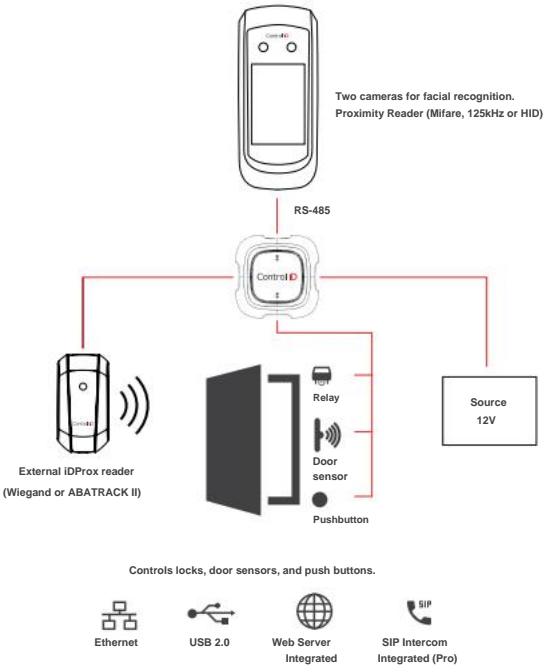 Control iD
Two cameras for facial recognition.
Proximity Reader (Mifare, 125kHz or HID)
RS-485
Control iD
Relay
Source
12V
Control iD
Door
sensor
External iDProx reader
(Wiegand or ABATRACK II)
Pushbutton
Controls locks, door sensors, and push buttons.
SIP
Ethernet
USB 2.0
Web Server
Integrated
SIP Intercom
Integrated (Pro)